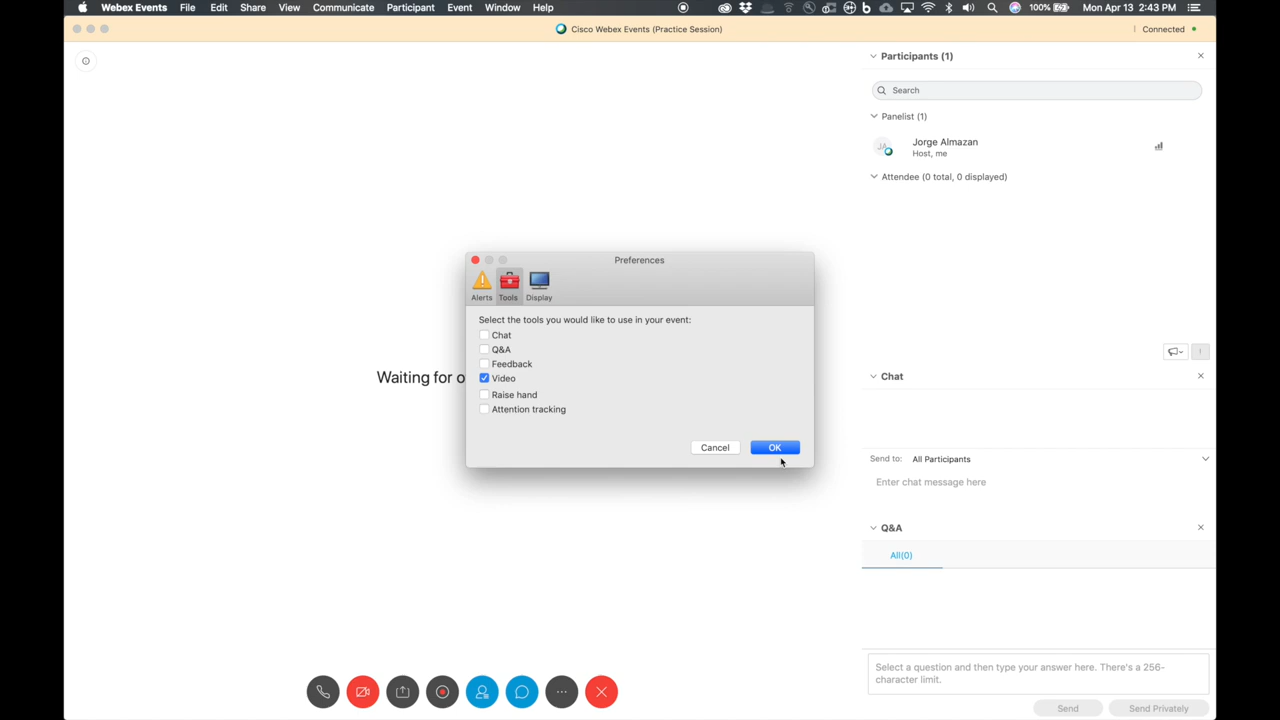 Webex Events File Edit Share View Communicate Participant Event Window Help 100% Mon Apr 13 2:43 PM
Cisco Webex Events (Practice Session) Connected
Participants (1)
Search
Panelist (1)
JA Jorge Almazan
Host, me
Attendee (0 total, 0 displayed)
Preferences
Alerts Tools Display
Select the tools you would like to use in your event:
Chat
Q&A
Feedback
Video
Raise hand
Attention tracking
Cancel OK
Waiting for o
Chat
Send to: All Participants
Enter chat message here
Q&A
All(0)
Select a question and then type your answer here. There's a 256-
character limit.
Send Send Privately